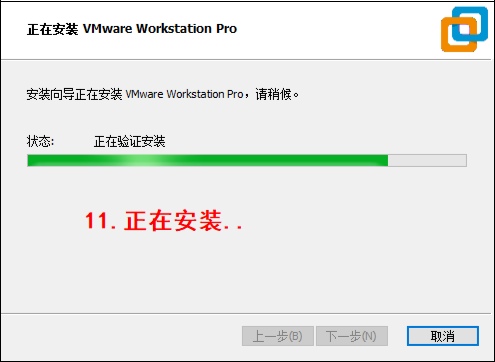 正在安装 VMware Workstation Pro
安装向导正在安装 VMware Workstation Pro，请稍候。
状态: 正在验证安装
11.正在安装..
上一步(B) 下一步(N) 取消